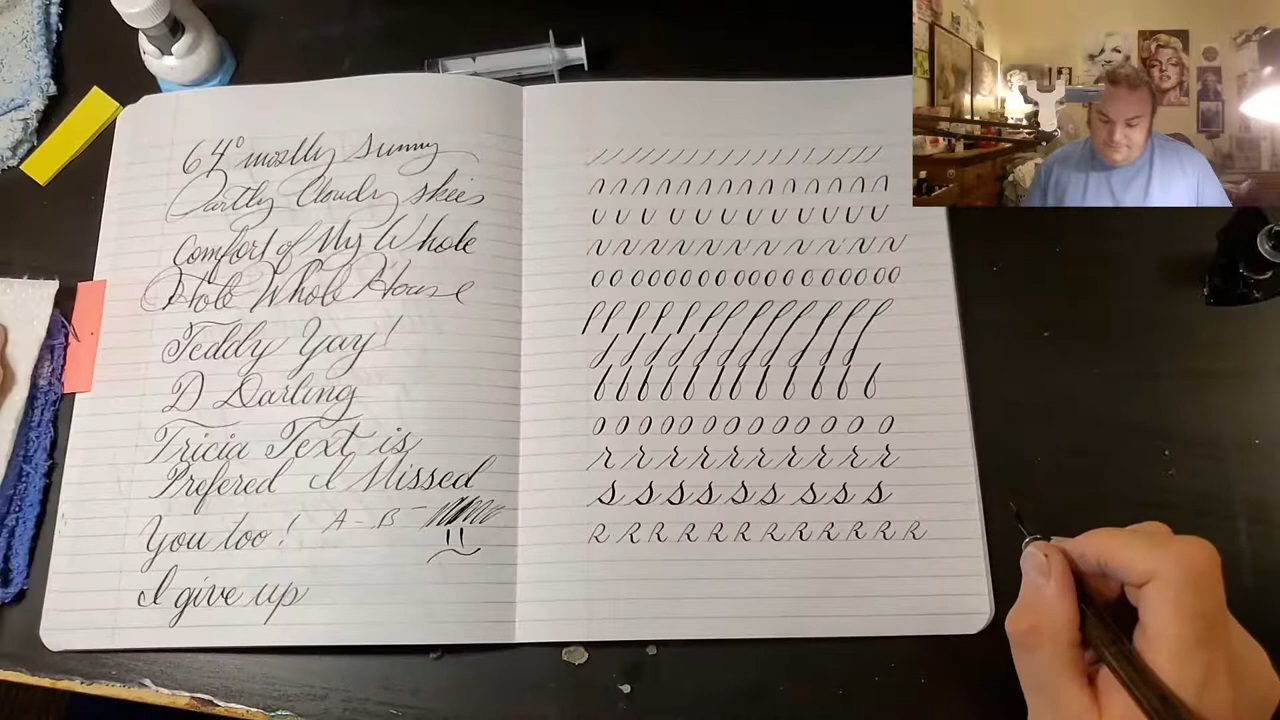 64° mostly Sunny
Partly Cloudy skies
Comfort of My Whole
Hole Whole House
Teddy Yay!
D Darling
Tricia Text is
Prefered I Missed
You too! A - B -
I give up
o o o o o o o o o o o o o o o o
o o o o o o o o o o o o o
r r r r r r r r r r r
s s s s s s s s s
R R R R R R R R R R R R